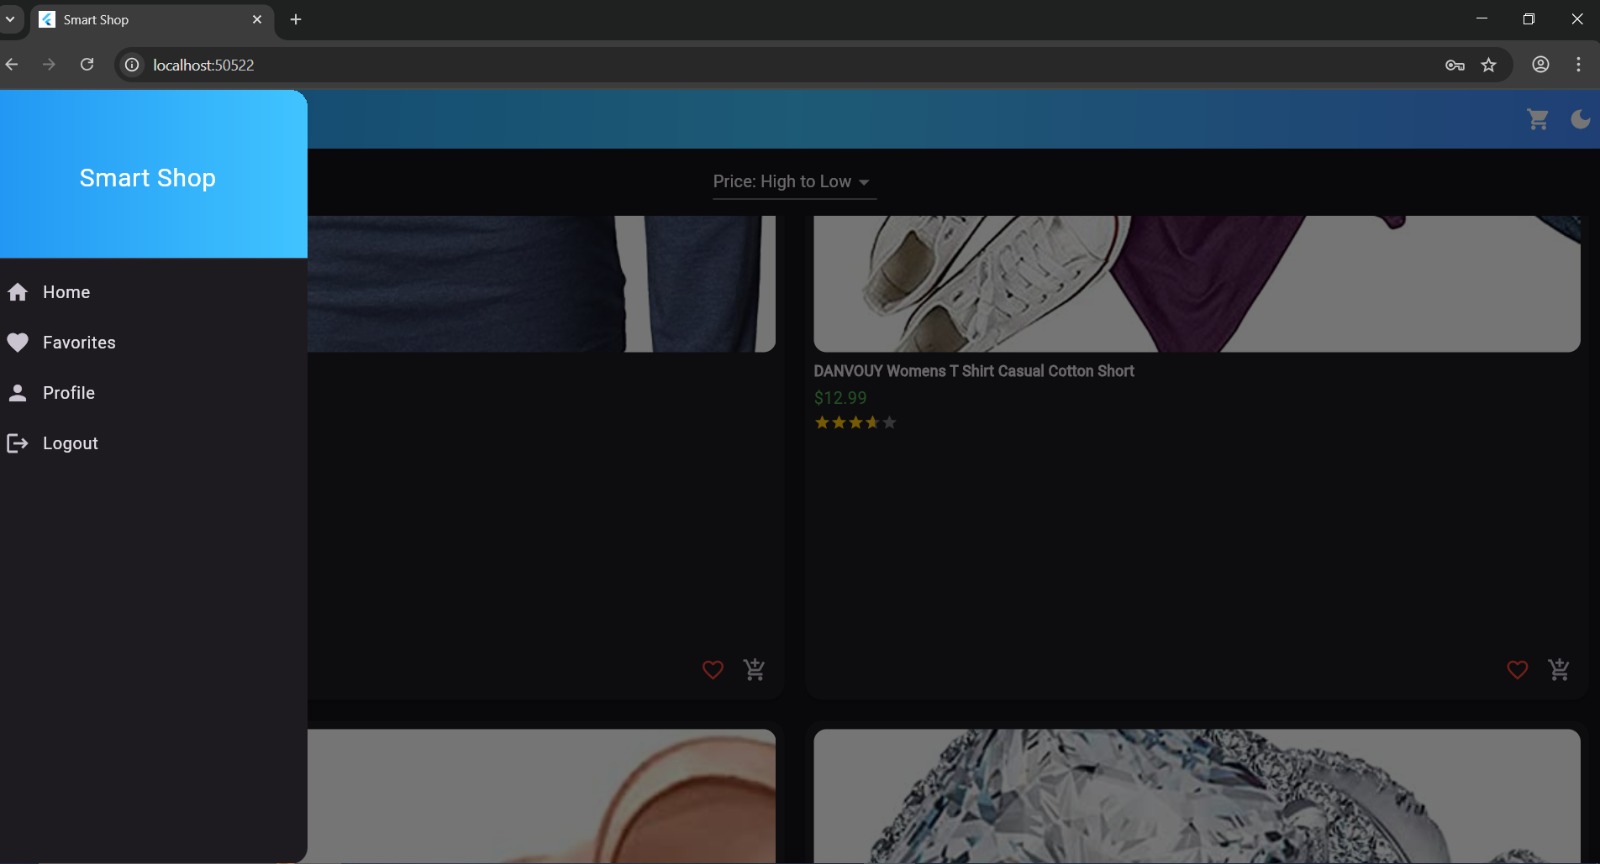 Smart Shop
localhost:50522
Smart Shop
Price: High to Low
Home
Favorites
Profile
Logout
DANVOUY Womens T Shirt Casual Cotton Short
$12.99